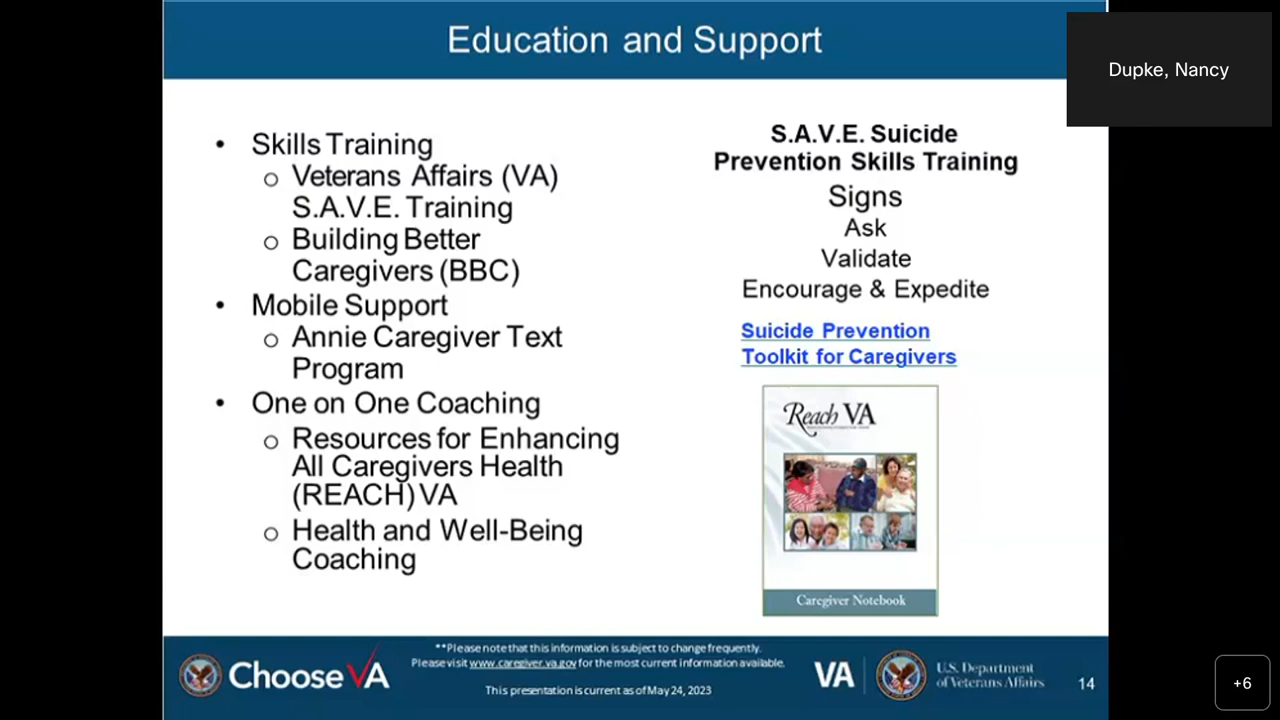 Education and Support
Dupke, Nancy
• Skills Training
o Veterans Affairs (VA)
S.A.V.E. Training
o Building Better
Caregivers (BBC)
• Mobile Support
o Annie Caregiver Text
Program
• One on One Coaching
o Resources for Enhancing
All Caregivers Health
(REACH) VA
o Health and Well-Being
Coaching
S.A.V.E. Suicide
Prevention Skills Training
Signs
Ask
Validate
Encourage & Expedite
Suicide Prevention
Toolkit for Caregivers
Reach VA
Caregiver Notebook
Choose VA
**Please note that this information is subject to change frequently.
Please visit www.caregiver.va.gov for the most current information available.
This presentation is current as of May 24, 2023
VA
U.S. Department
of Veterans Affairs
14
+6